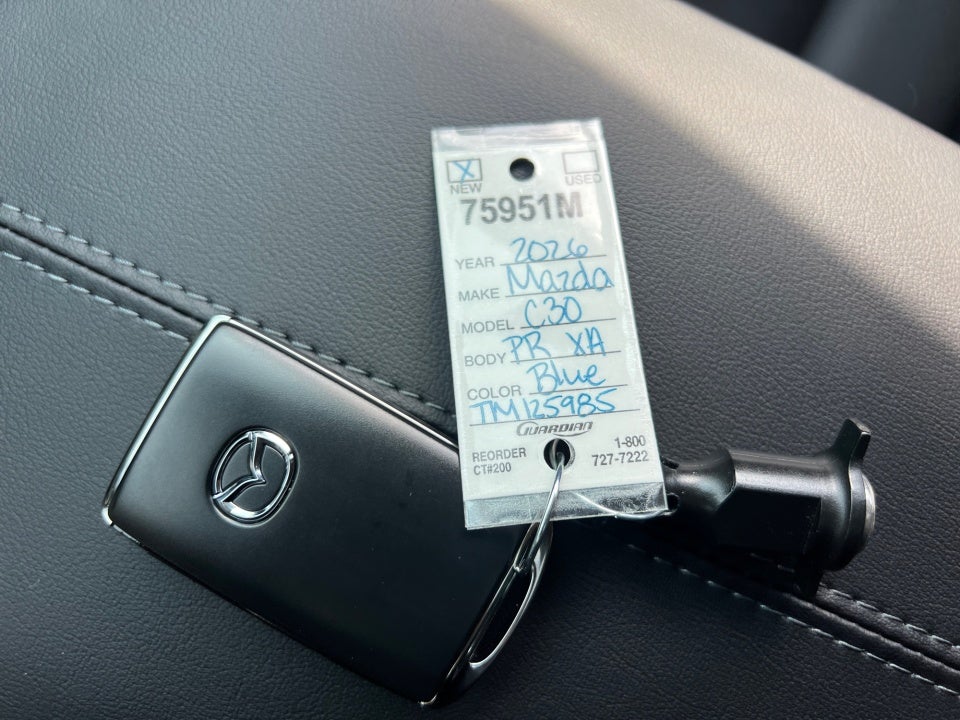 X
NEW USED
75951M
YEAR 2026
MAKE Mazda
MODEL C30
BODY PR XA
COLOR Blue
TM125985
GUARDIAN
REORDER 1-800
CT#200 727-7222